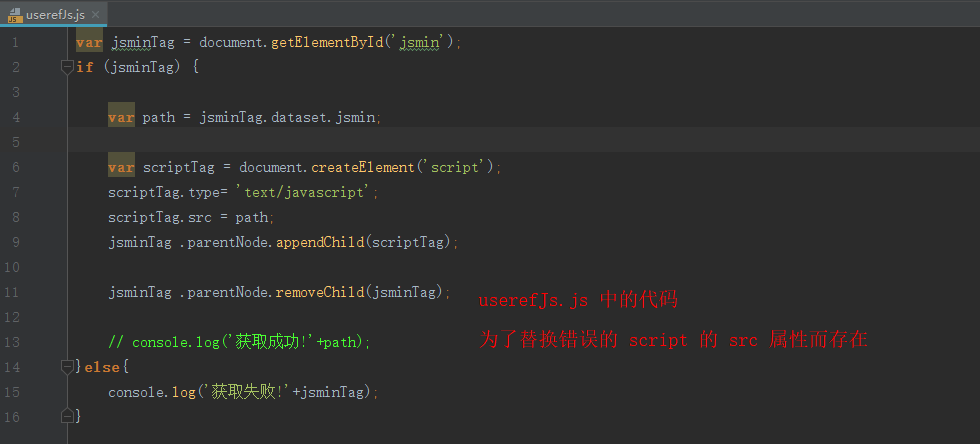 userefJs.js
1 var jsminTag = document.getElementById('jsmin');
2 if (jsminTag) {
3
4 var path = jsminTag.dataset.jsmin;
5
6 var scriptTag = document.createElement('script');
7 scriptTag.type= 'text/javascript';
8 scriptTag.src = path;
9 jsminTag .parentNode.appendChild(scriptTag);
10
11 jsminTag .parentNode.removeChild(jsminTag);
userefJs.js 中的代码
12
为了替换错误的 script 的 src 属性而存在
13 // console.log('获取成功!'+path);
14 }else{
15 console.log('获取失败!'+jsminTag);
16 }